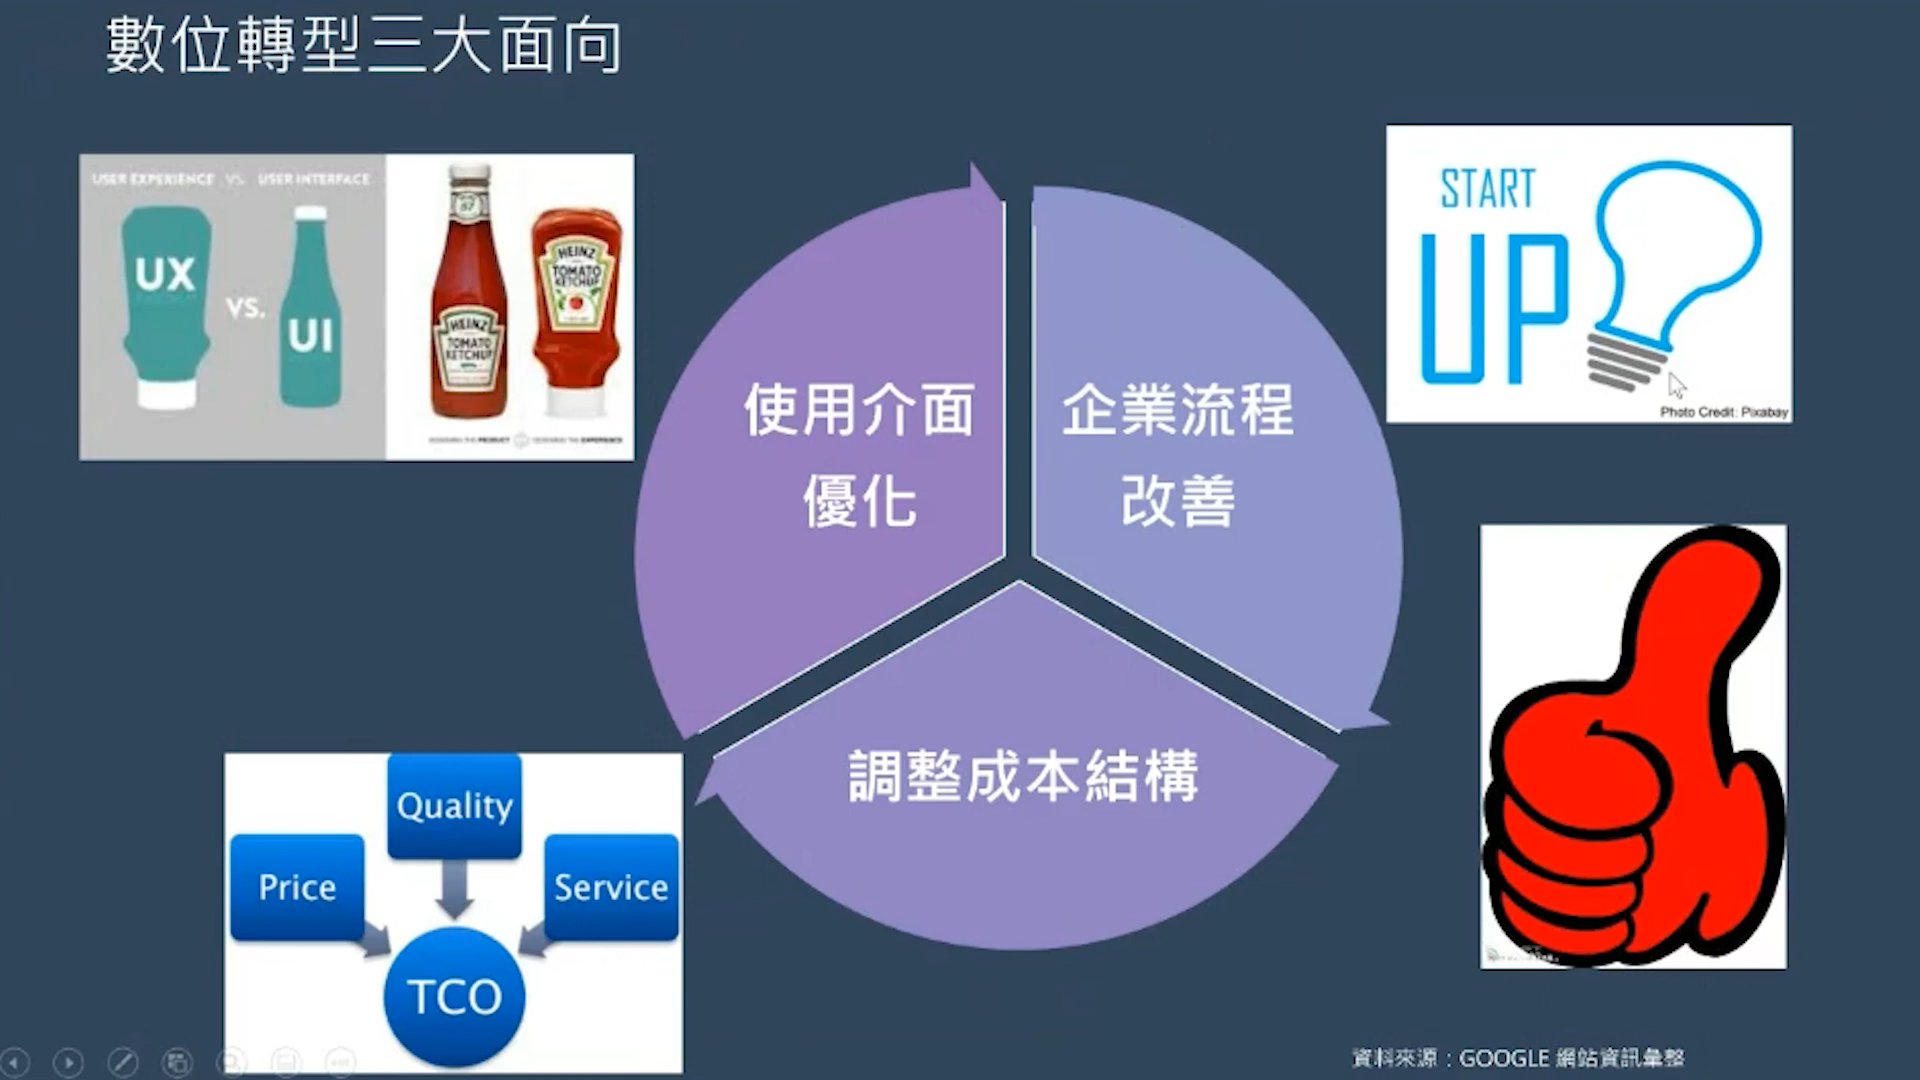 數位轉型三大面向
USER EXPERIENCE VS. USER INTERFACE
UX
VS.
UI
57
HEINZ
TOMATO
KETCHUP
HEINZ
TOMATO
KETCHUP
使用介面
優化
企業流程
改善
調整成本結構
START
UP
Photo Credit: Pixabay
Quality
Price
Service
TCO
資料來源：GOOGLE 網站資訊彙整